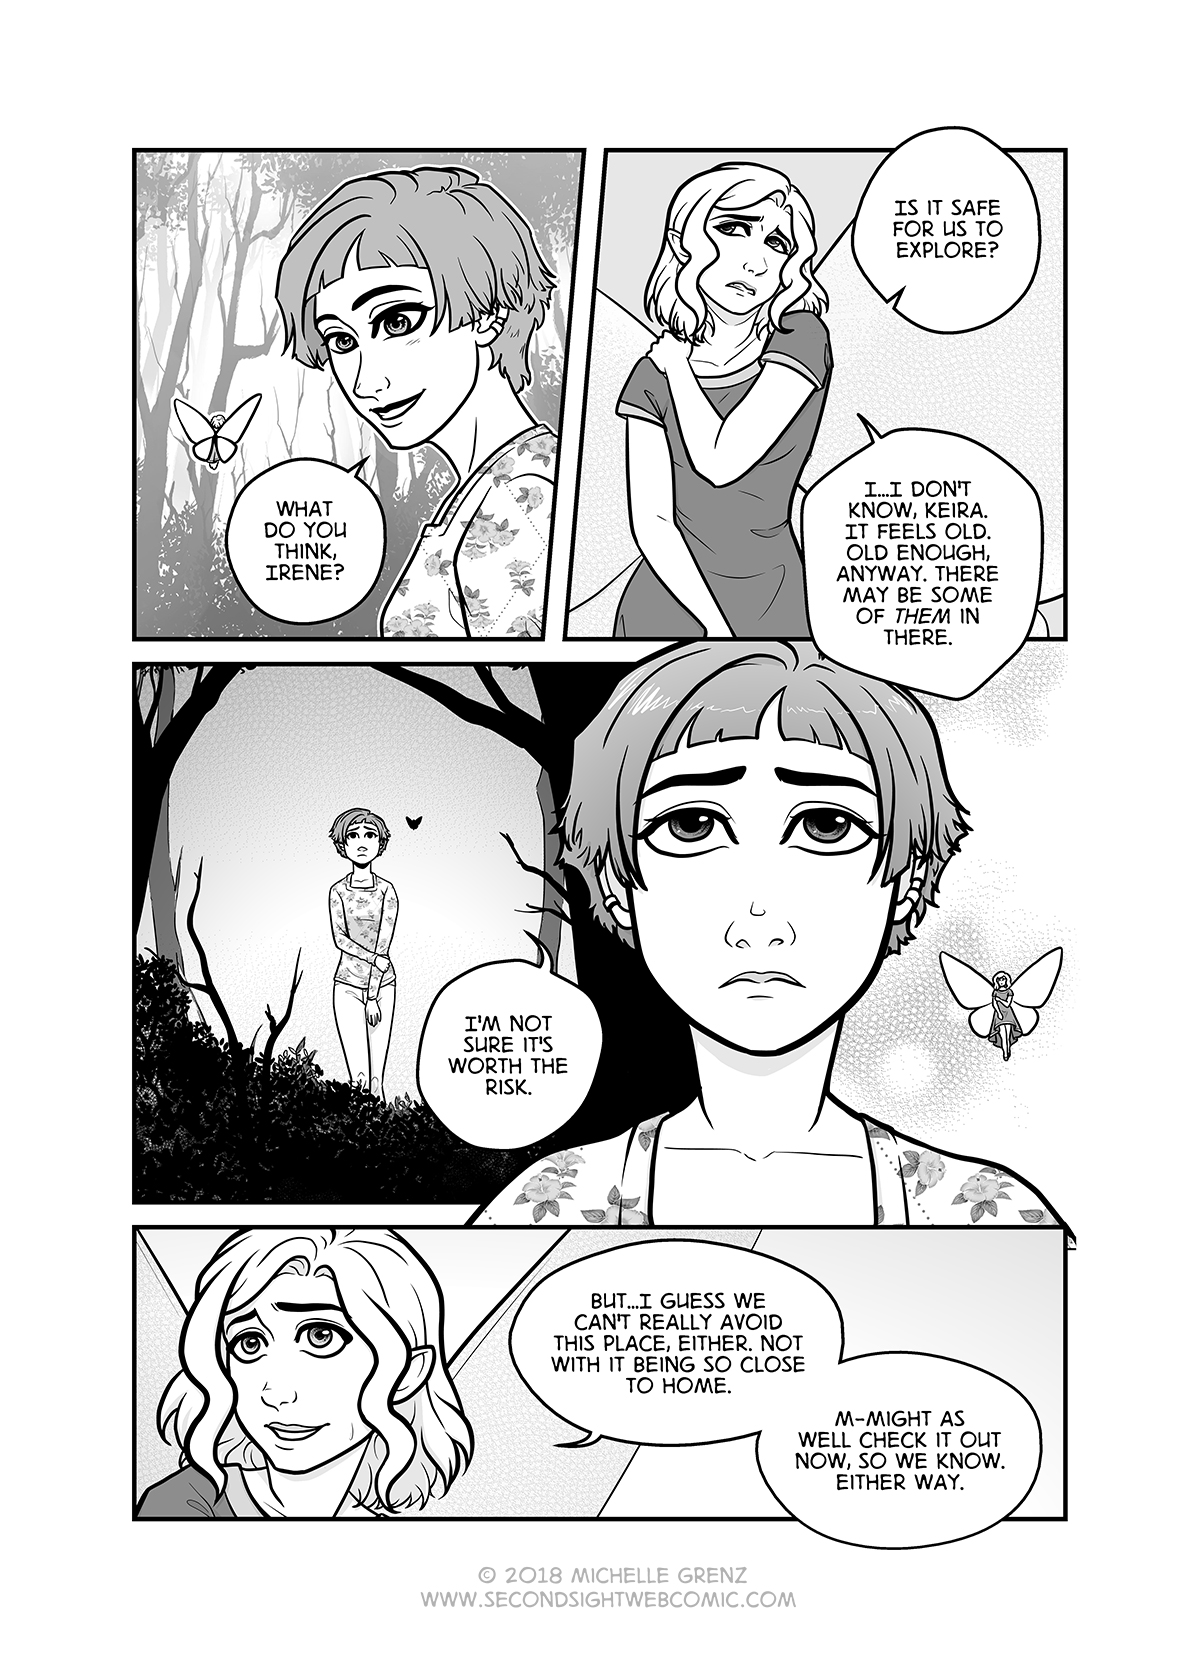 WHAT
DO YOU
THINK,
IRENE?
IS IT SAFE
FOR US TO
EXPLORE?
I...I DON'T
KNOW, KEIRA.
IT FEELS OLD.
OLD ENOUGH,
ANYWAY. THERE
MAY BE SOME
OF THEM IN
THERE.
I'M NOT
SURE IT'S
WORTH THE
RISK.
BUT...I GUESS WE
CAN'T REALLY AVOID
THIS PLACE, EITHER. NOT
WITH IT BEING SO CLOSE
TO HOME.
M-MIGHT AS
WELL CHECK IT OUT
NOW, SO WE KNOW.
EITHER WAY.
© 2018 MICHELLE GRENZ
WWW.SECONDSIGHTWEBCOMIC.COM